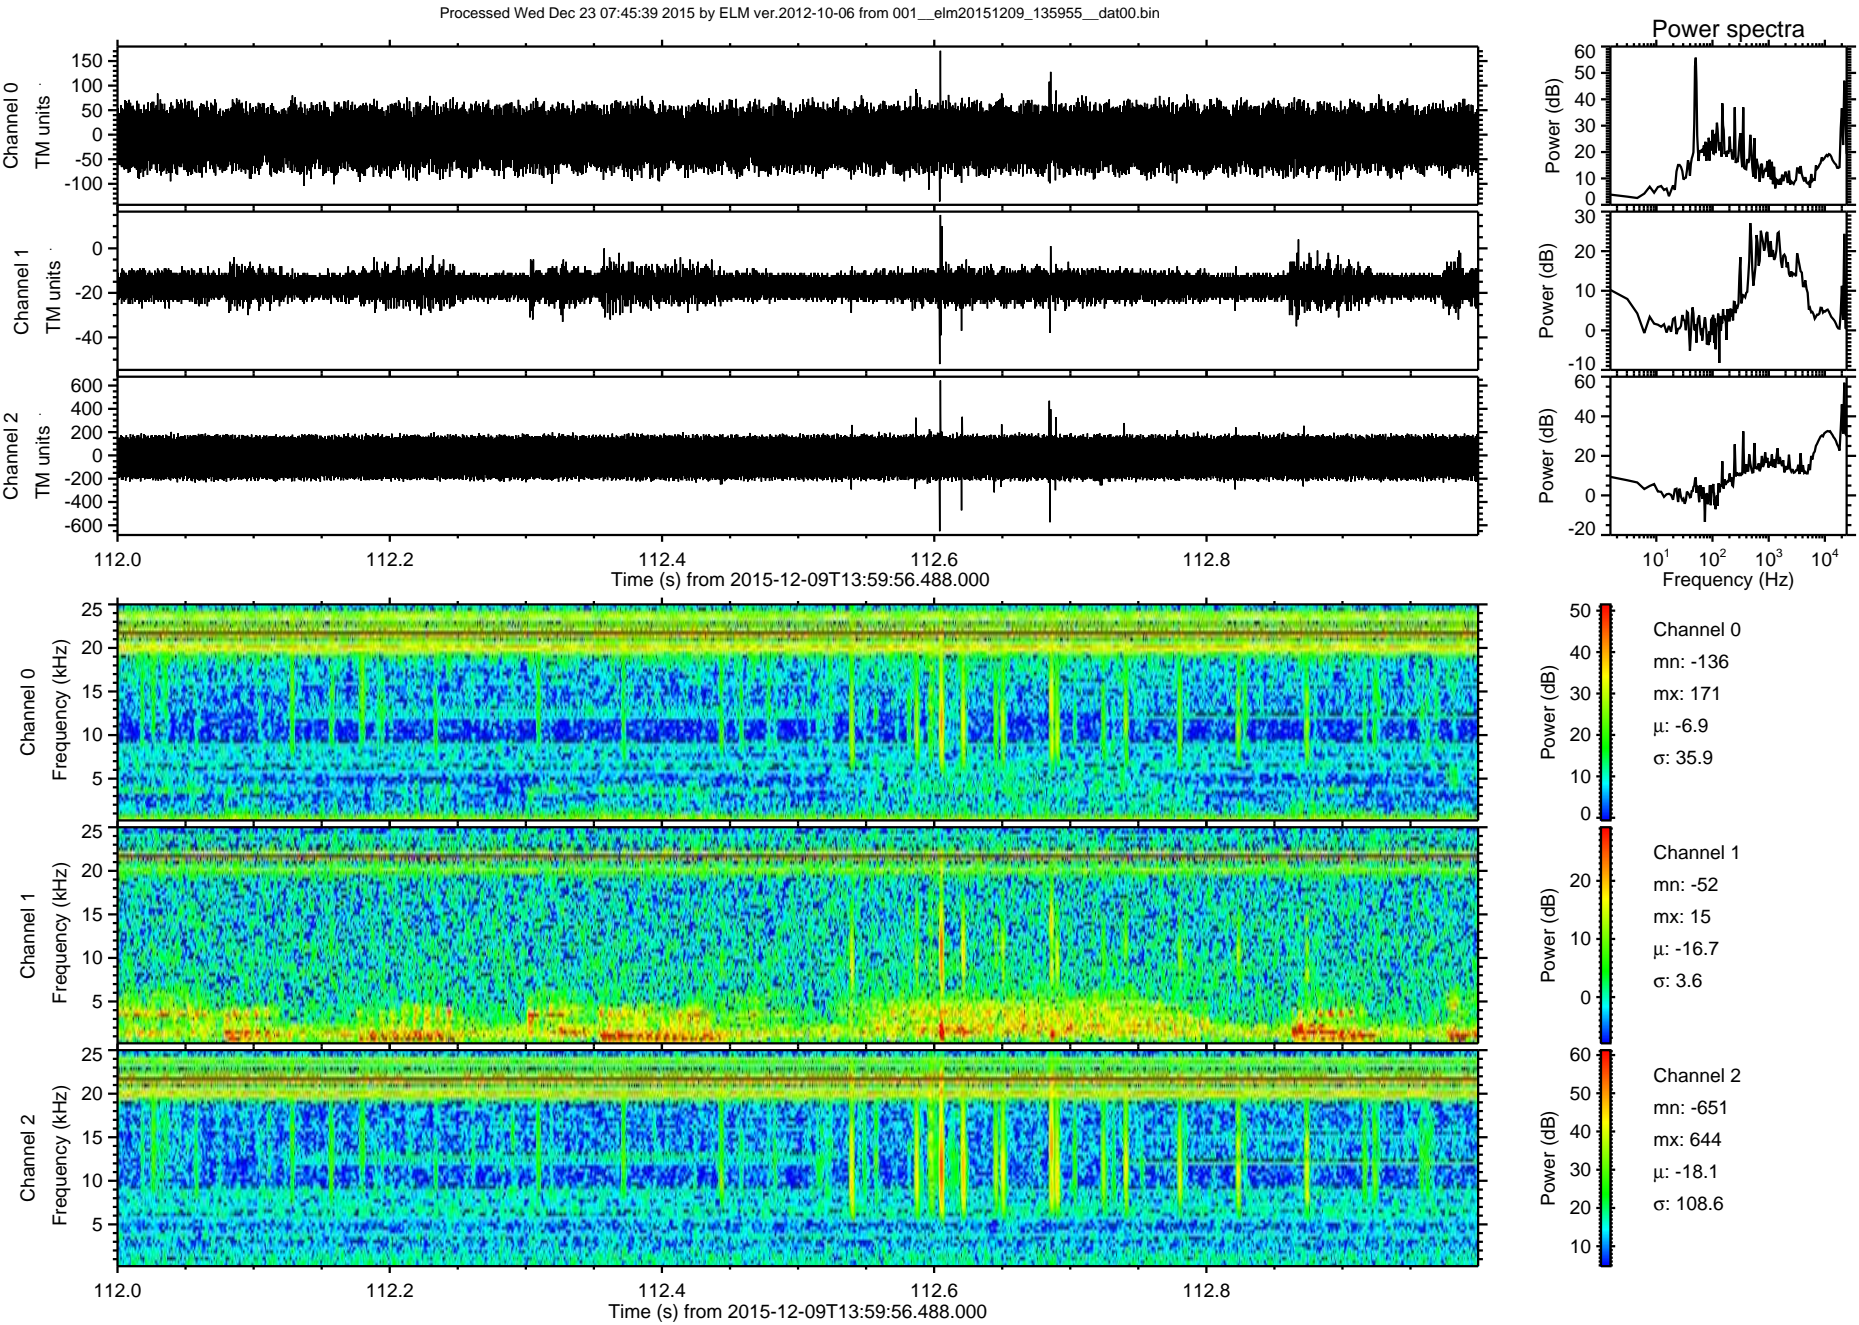 Processed Wed Dec 23 07:45:39 2015 by ELM ver.2012-10-06 from 001__elm20151209_135955__dat00.bin
Power spectra
Channel 0
TM units
150
100
50
0
-50
-100
Power (dB)
60
50
40
30
20
10
0
Channel 1
TM units
0
-20
-40
Power (dB)
30
20
10
0
-10
Channel 2
TM units
600
400
200
0
-200
-400
-600
Power (dB)
60
40
20
0
-20
112.0 112.2 112.4 112.6 112.8
Time (s) from 2015-12-09T13:59:56.488.000
10¹ 10² 10³ 10⁴
Frequency (Hz)
Channel 0
Frequency (kHz)
25
20
15
10
5
Power (dB)
50
40
30
20
10
0
Channel 0
mn: -136
mx: 171
μ: -6.9
σ: 35.9
Channel 1
Frequency (kHz)
25
20
15
10
5
Power (dB)
20
10
0
Channel 1
mn: -52
mx: 15
μ: -16.7
σ: 3.6
Channel 2
Frequency (kHz)
25
20
15
10
5
Power (dB)
60
50
40
30
20
10
Channel 2
mn: -651
mx: 644
μ: -18.1
σ: 108.6
112.0 112.2 112.4 112.6 112.8
Time (s) from 2015-12-09T13:59:56.488.000